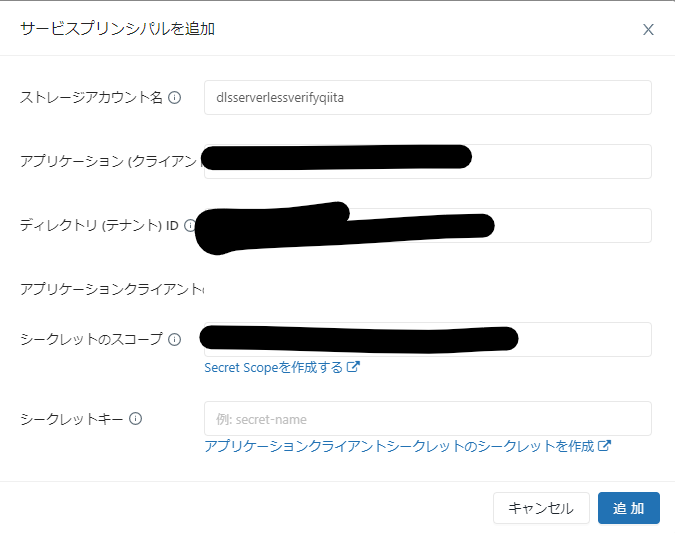 サービスプリンシパルを追加
ストレージアカウント名
dlsserverlessverifyqiita
アプリケーション (クライアン
ディレクトリ (テナント) ID
アプリケーションクライアント
シークレットのスコープ
Secret Scopeを作成する
シークレットキー
例: secret-name
アプリケーションクライアントシークレットのシークレットを作成
キャンセル
追加